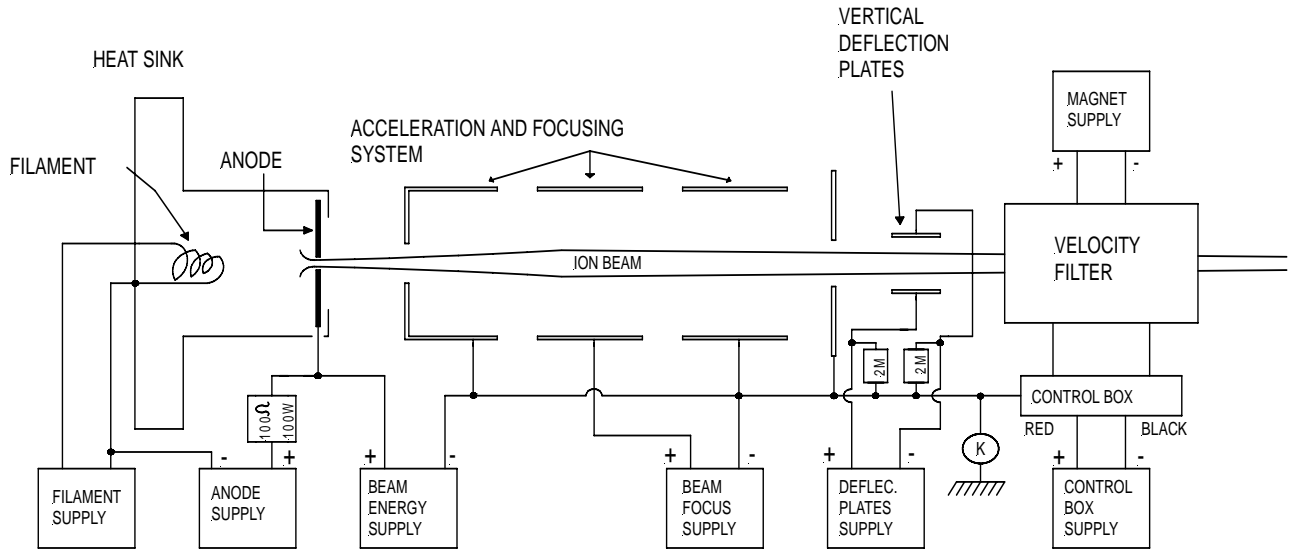 VERTICAL
DEFLECTION
PLATES
HEAT SINK
MAGNET
SUPPLY
ACCELERATION AND FOCUSING
SYSTEM
FILAMENT
ANODE
+ -
VELOCITY
FILTER
ION BEAM
2M
2M
CONTROL BOX
100Ω
100W
RED
BLACK
K
- + + - + - + - + -
FILAMENT
SUPPLY
ANODE
SUPPLY
BEAM
ENERGY
SUPPLY
BEAM
FOCUS
SUPPLY
DEFLEC.
PLATES
SUPPLY
CONTROL
BOX
SUPPLY